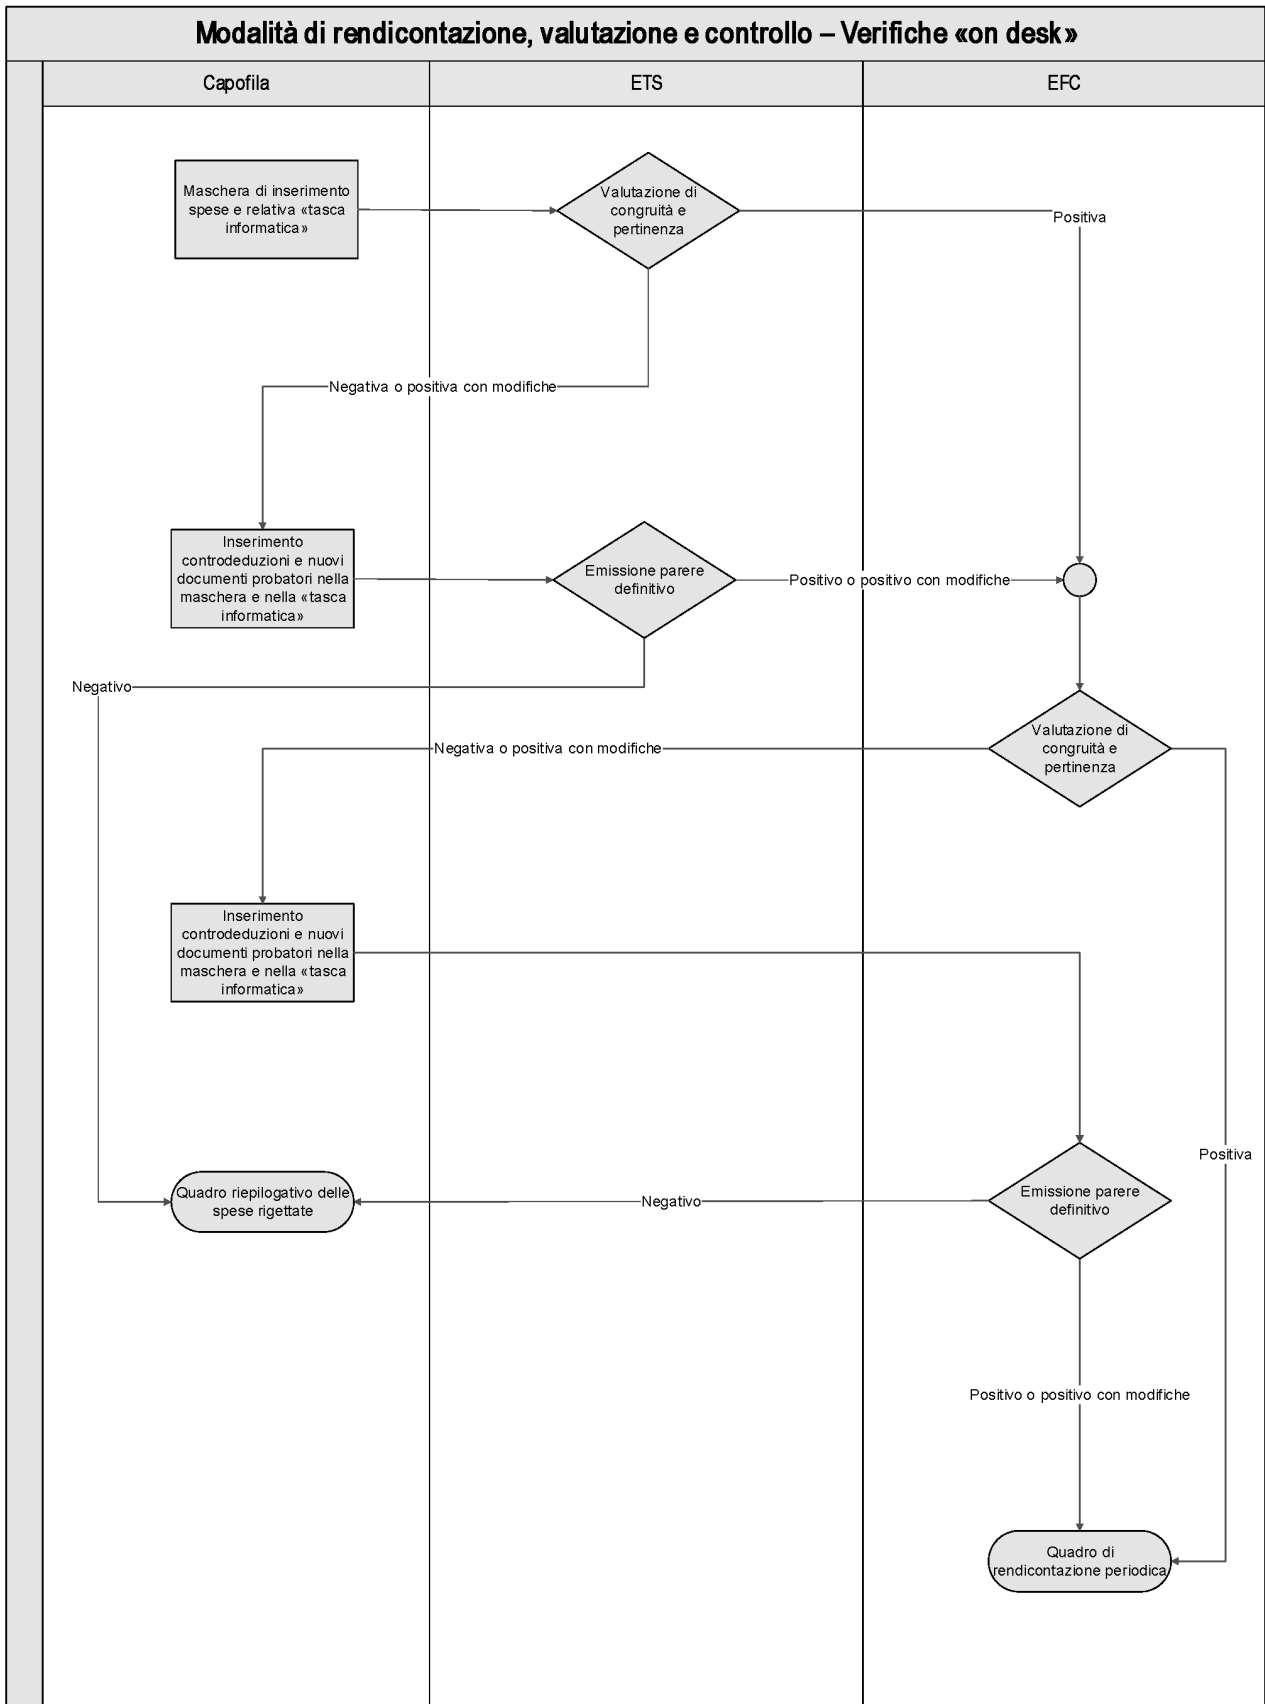 Modalità di rendicontazione, valutazione e controllo – Verifiche «on desk»
Capofila
ETS
EFC
Maschera di inserimento
spese e relativa «tasca
informatica»
Valutazione di
congruità e
pertinenza
Positiva
Negativa o positiva con modifiche
Inserimento
controdeduzioni e nuovi
documenti probatori nella
maschera e nella «tasca
informatica»
Emissione parere
definitivo
Positivo o positivo con modifiche
Negativo
Valutazione di
congruità e
pertinenza
Negativa o positiva con modifiche
Inserimento
controdeduzioni e nuovi
documenti probatori nella
maschera e nella «tasca
informatica»
Positiva
Quadro riepilogativo delle
spese rigettate
Negativo
Emissione parere
definitivo
Positivo o positivo con modifiche
Quadro di
rendicontazione periodica